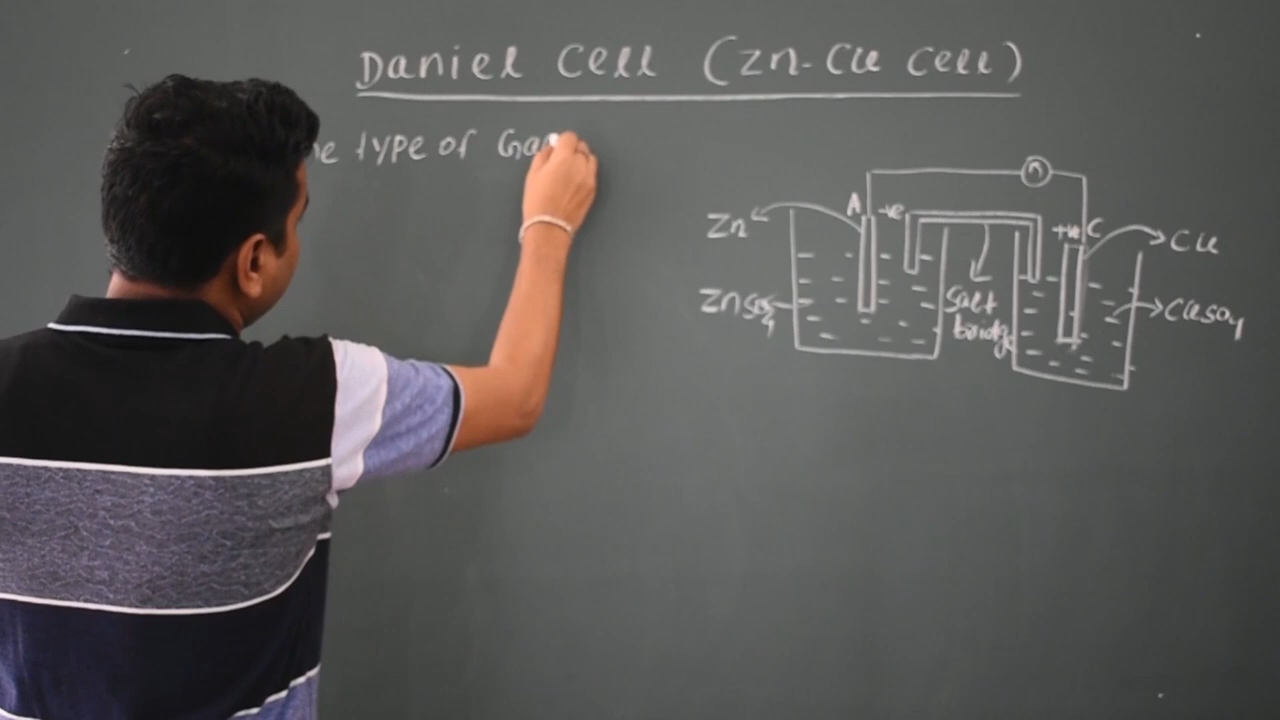 Daniel Cell (Zn-Cu Cell)
type of
A -ve +ve C
Zn Cu
ZnSO4 Salt bridge CuSO4